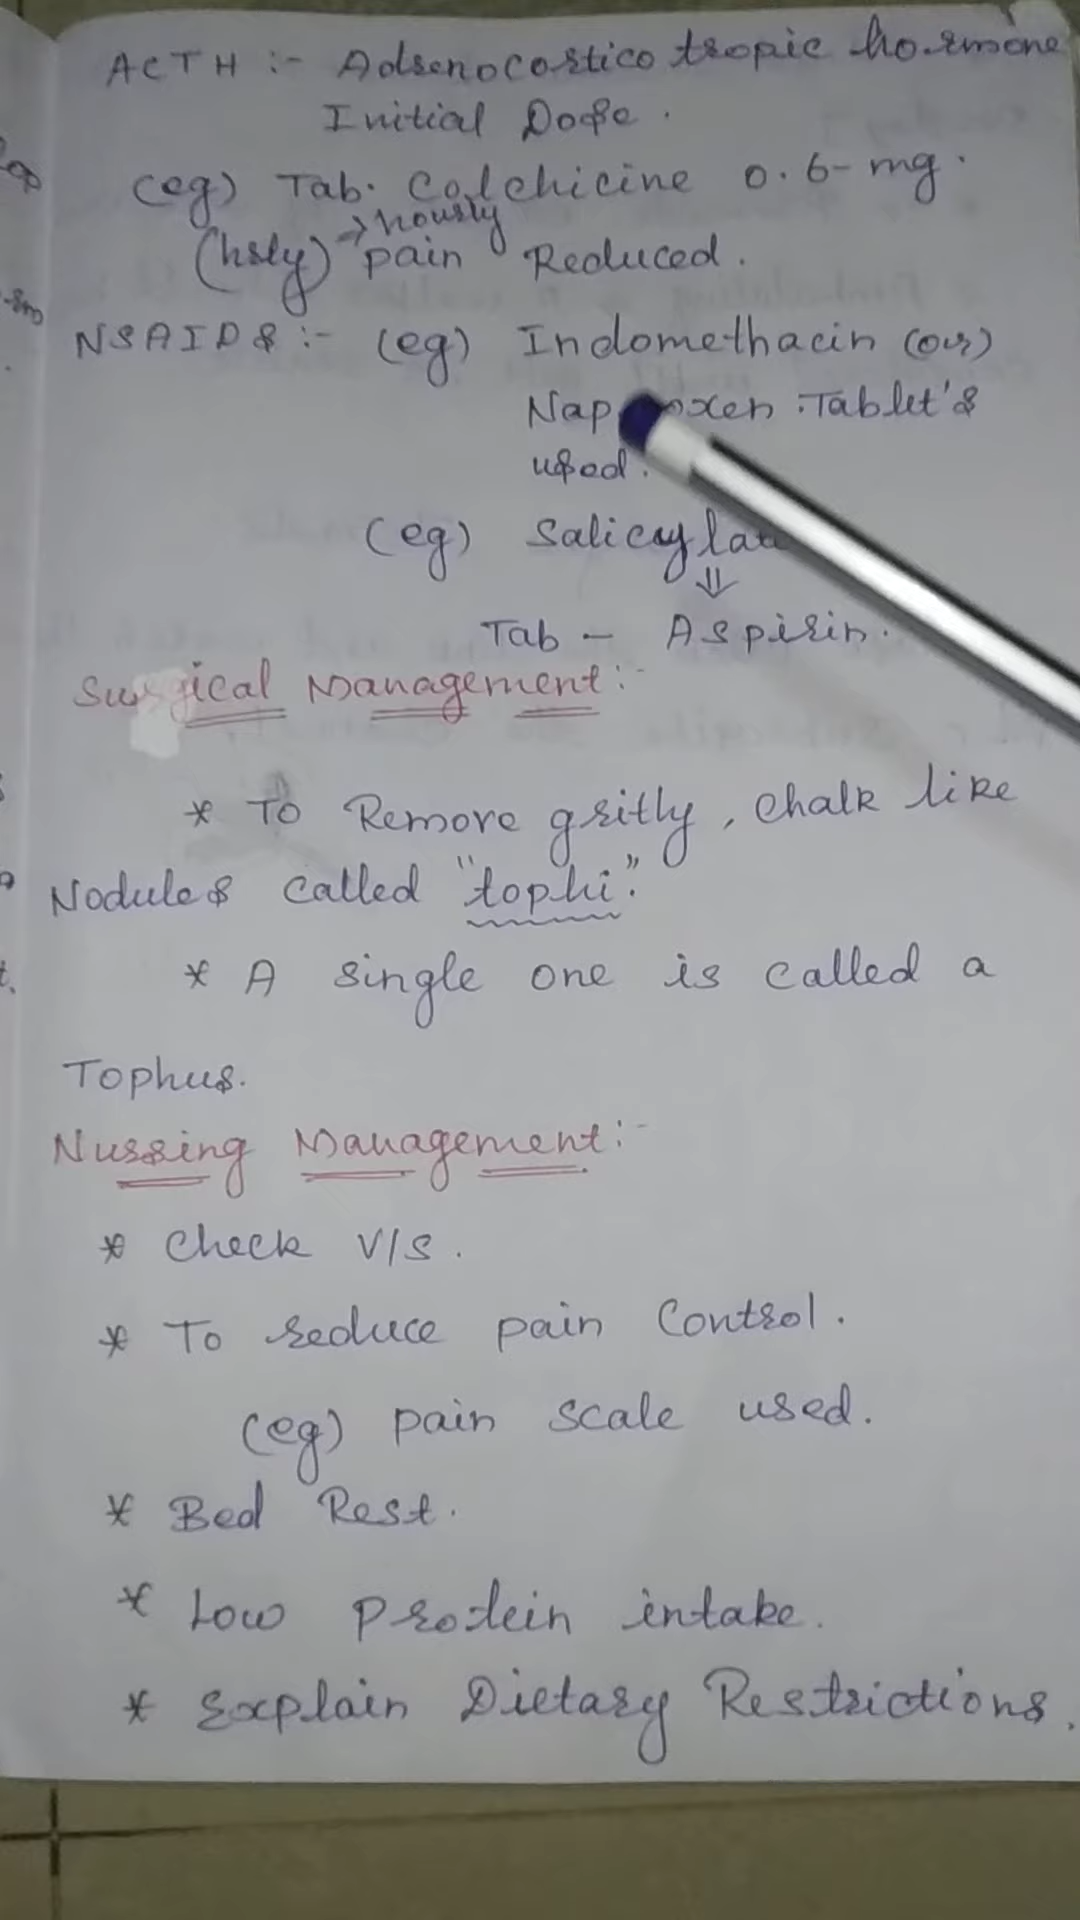 ACTH :- Adrenocortico tropic hormone
Initial Dose.
(eg) Tab. Colchicine 0.6-mg.
→ hourly
(hrly) pain Reduced.
NSAIDS :- (eg) Indomethacin (or)
Naproxen Tablet's
used.
(eg)
⇓
Tab - Aspirin.
Surgical Management:-
* To Remove gritly, chalk like
Nodules called "tophi".
* A single one is called a
Tophus.
Nursing Management:-
* Check V/S.
* To reduce pain Control.
(eg) pain scale used.
* Bed Rest.
* Low protein intake.
* Explain Dietary Restrictions.